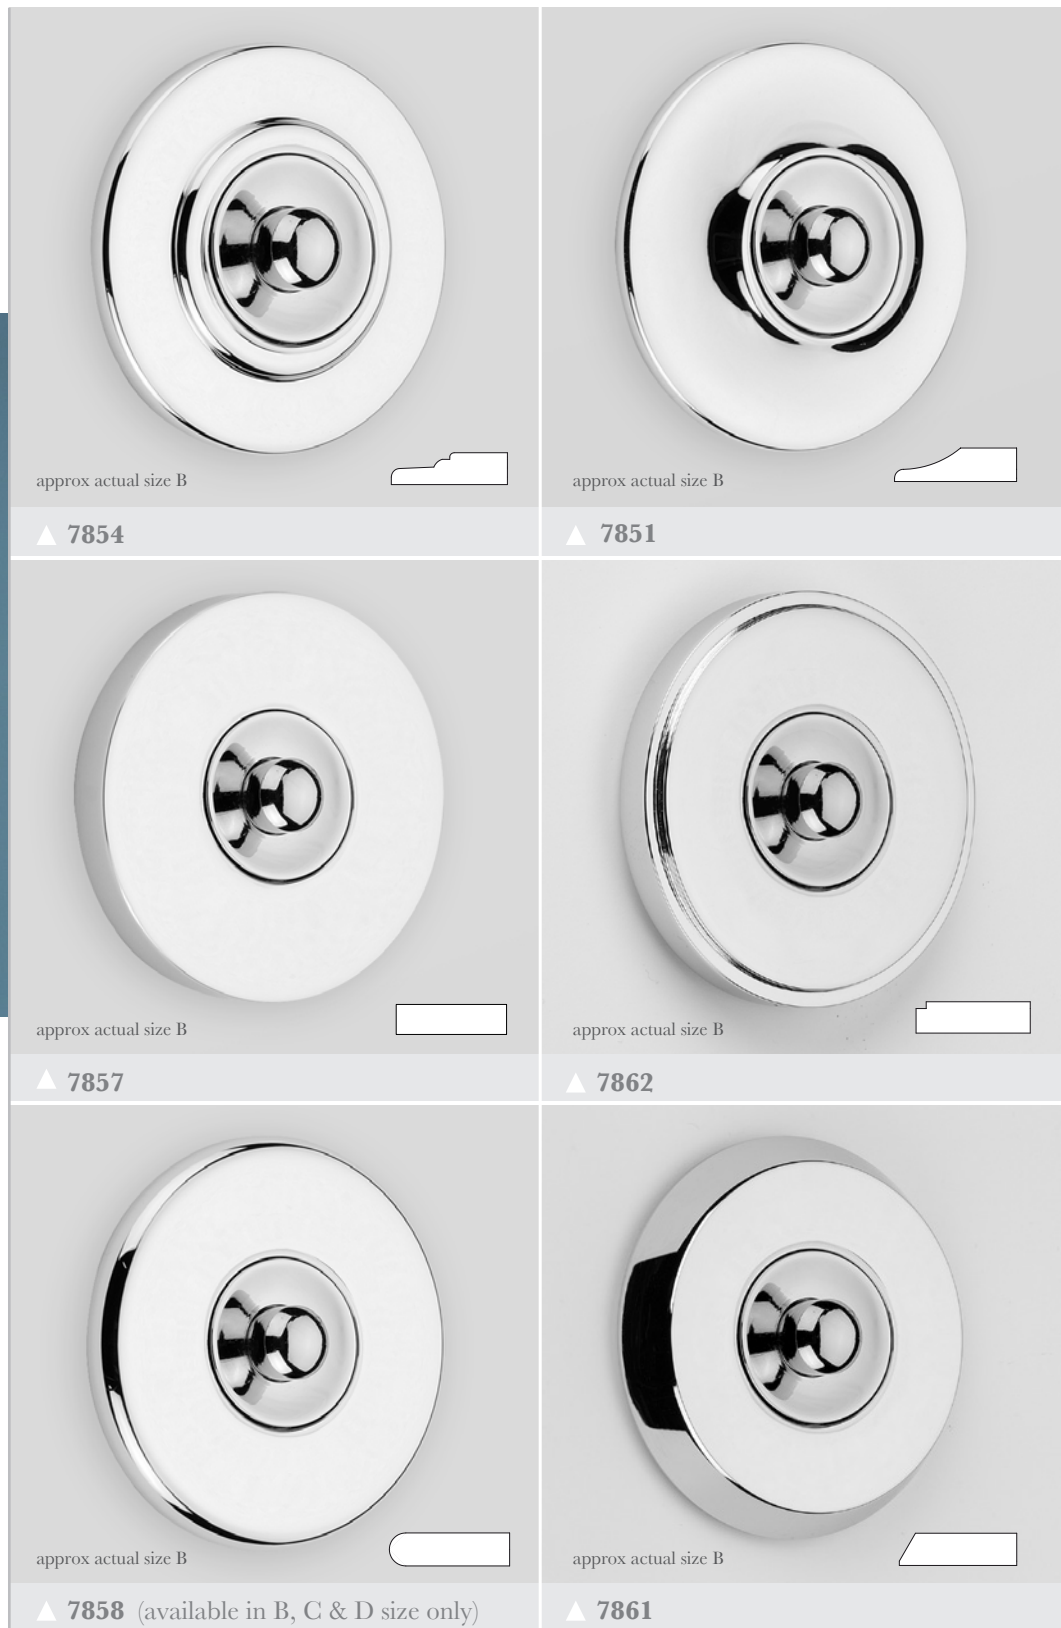 approx actual size B
approx actual size B
7854
7851
approx actual size B
approx actual size B
7857
7862
approx actual size B
approx actual size B
7858 (available in B, C & D size only)
7861